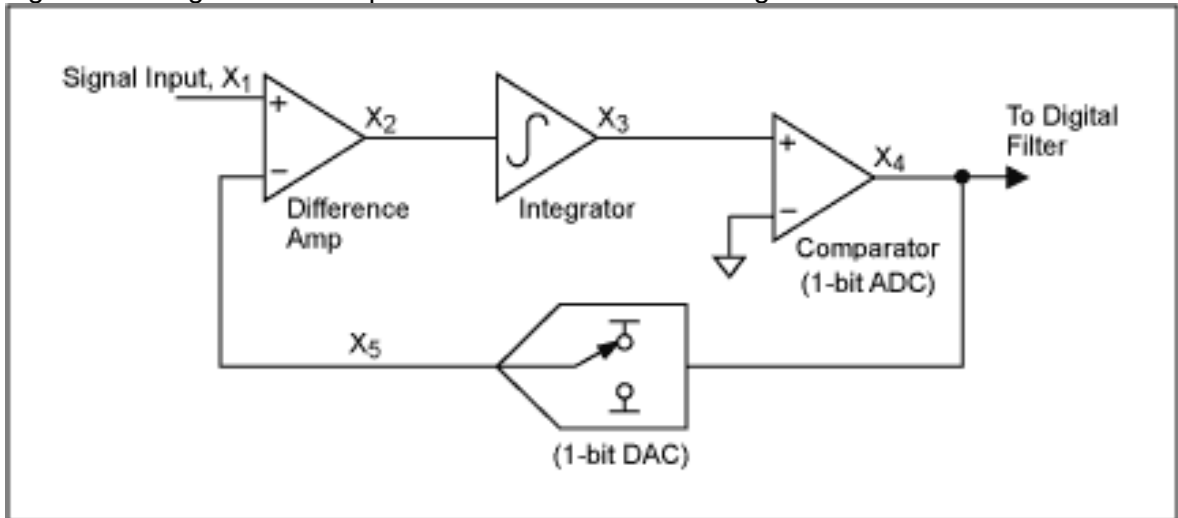 Signal Input, X1
+
−
X2
Difference
Amp
X3
Integrator
+
−
X4
Comparator
(1-bit ADC)
To Digital
Filter
X5
(1-bit DAC)